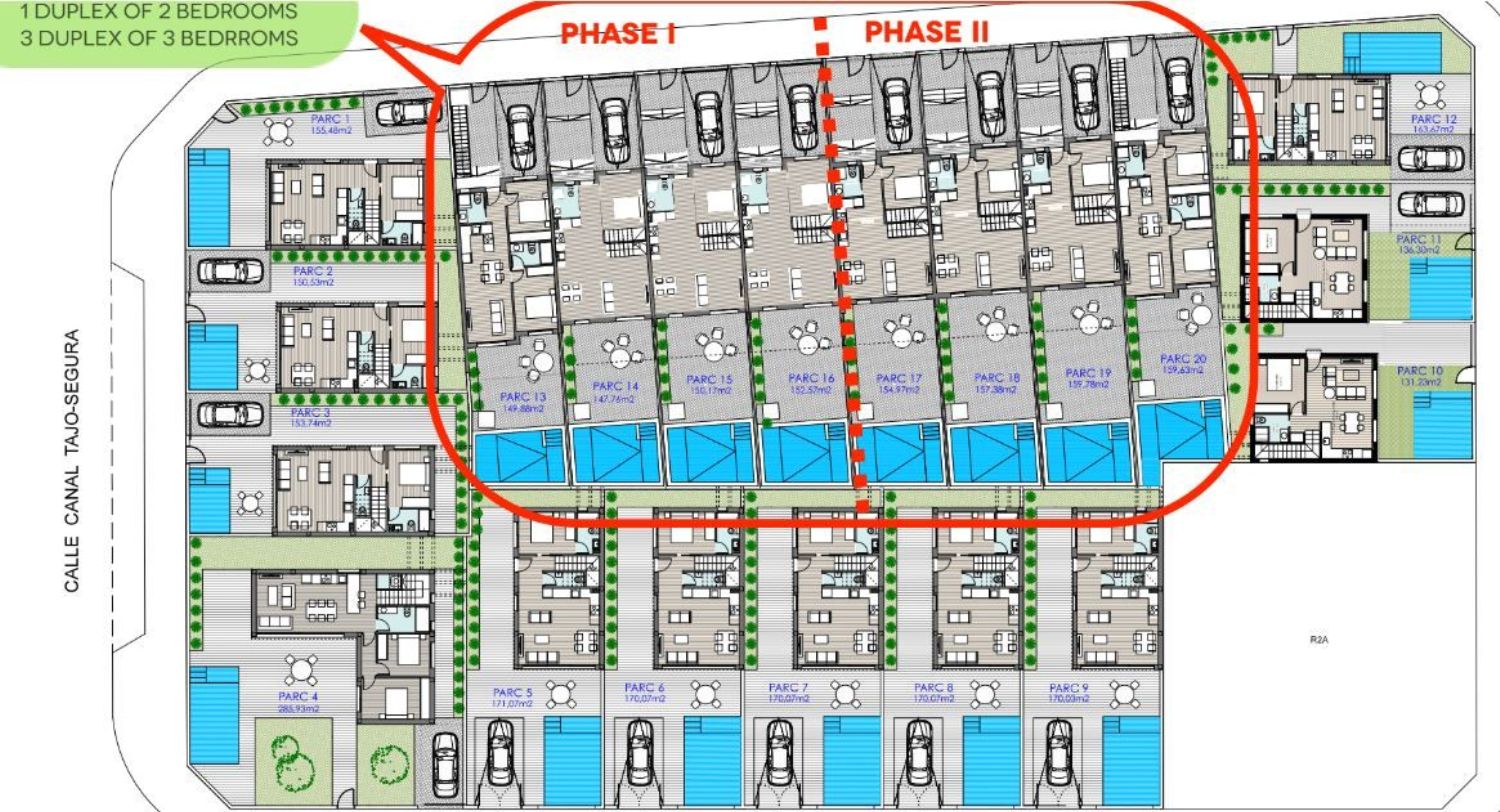 1 DUPLEX OF 2 BEDROOMS
3 DUPLEX OF 3 BEDRROMS
PHASE I
PHASE II
PARC 1
155,48m2
PARC 2
150,53m2
PARC 3
153,74m2
PARC 4
285,93m2
PARC 5
171,07m2
PARC 6
170,07m2
PARC 7
170,07m2
PARC 8
170,07m2
PARC 9
170,03m2
PARC 10
131,23m2
PARC 11
136,30m2
PARC 12
163,67m2
PARC 13
149,88m2
PARC 14
147,76m2
PARC 15
150,17m2
PARC 16
152,57m2
PARC 17
154,97m2
PARC 18
157,38m2
PARC 19
159,78m2
PARC 20
159,63m2
CALLE CANAL TAJO-SEGURA
R2A